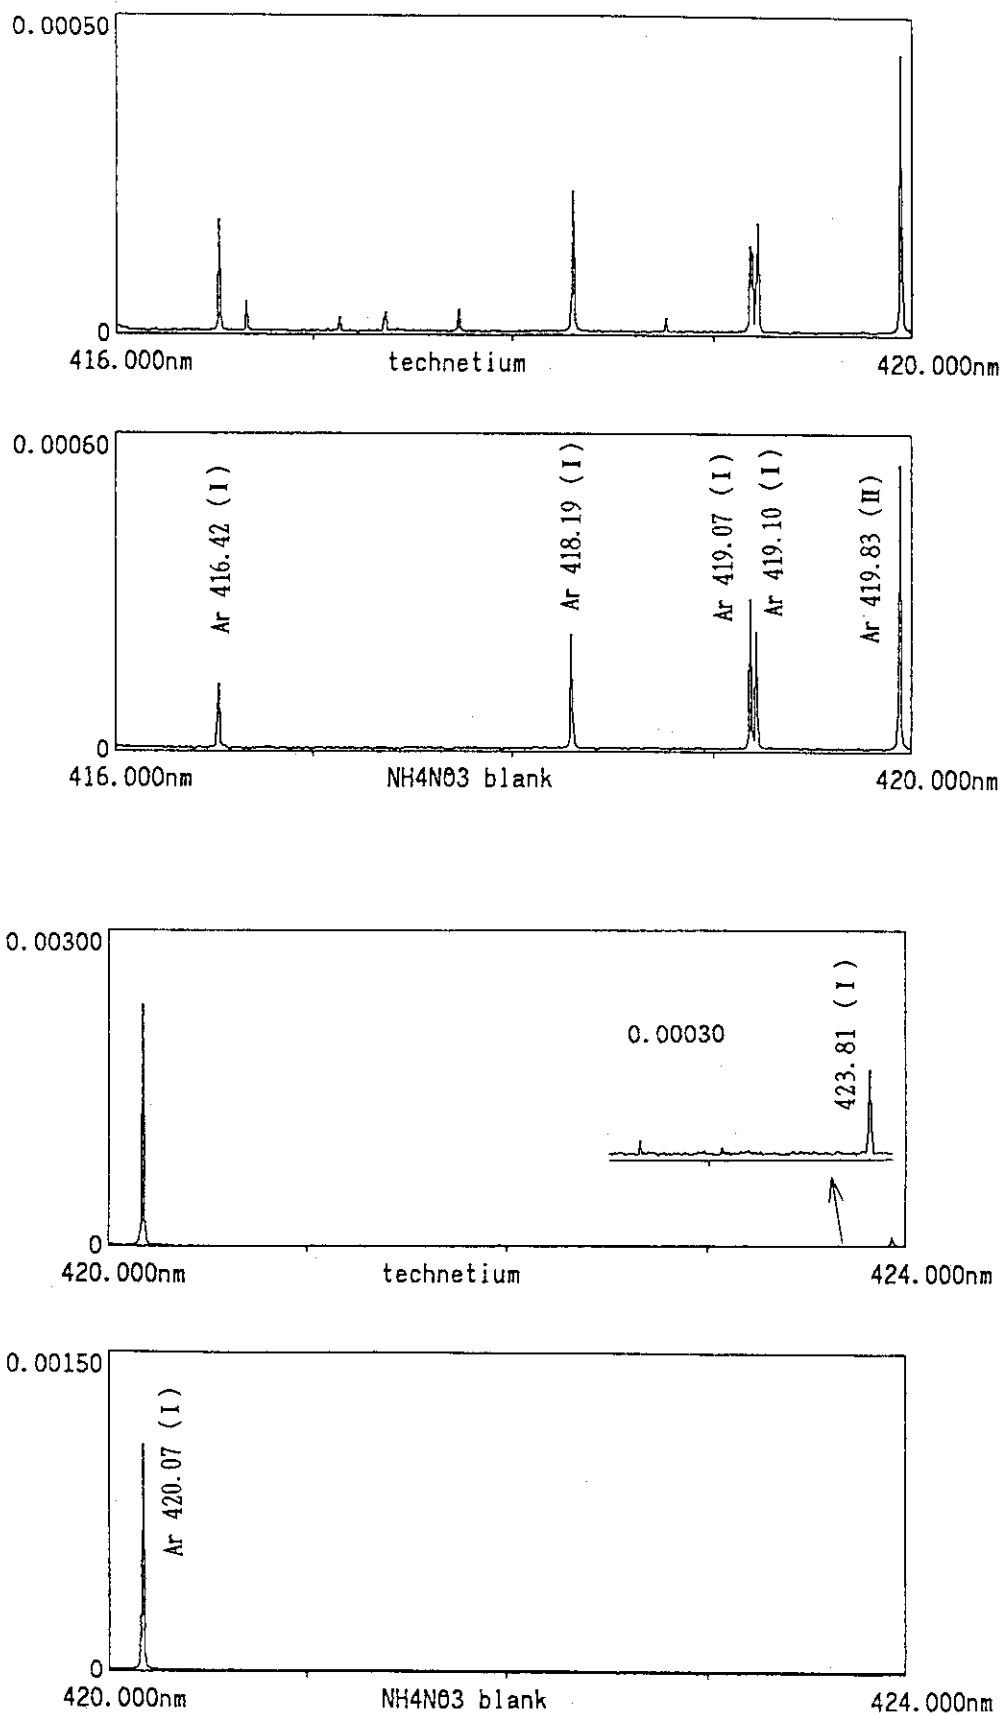 0.00050
0
416.000nm technetium 420.000nm
0.00060
Ar 416.42 (I)
Ar 418.19 (I)
Ar 419.07 (I)
Ar 419.10 (I)
Ar 419.83 (II)
0
416.000nm NH4NO3 blank 420.000nm
0.00300
0.00030
423.81 (I)
0
420.000nm technetium 424.000nm
0.00150
Ar 420.07 (I)
0
420.000nm NH4NO3 blank 424.000nm